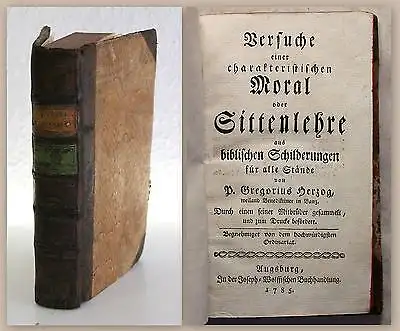 Versuche
einer
charakteristischen
Moral
oder
Sittenlehre
aus
biblischen Schilderungen
für alle Stände
von
P. Gregorius Herzog,
weiland Benediktiner in Banz.
Durch einen seiner Mitbrüder gesammelt,
und zum Drucke befördert.
Begnehmiget von dem hochwürdigsten
Ordinariat.
Augsburg,
In der Joseph-Wolffischen Buchhandlung.
1785.